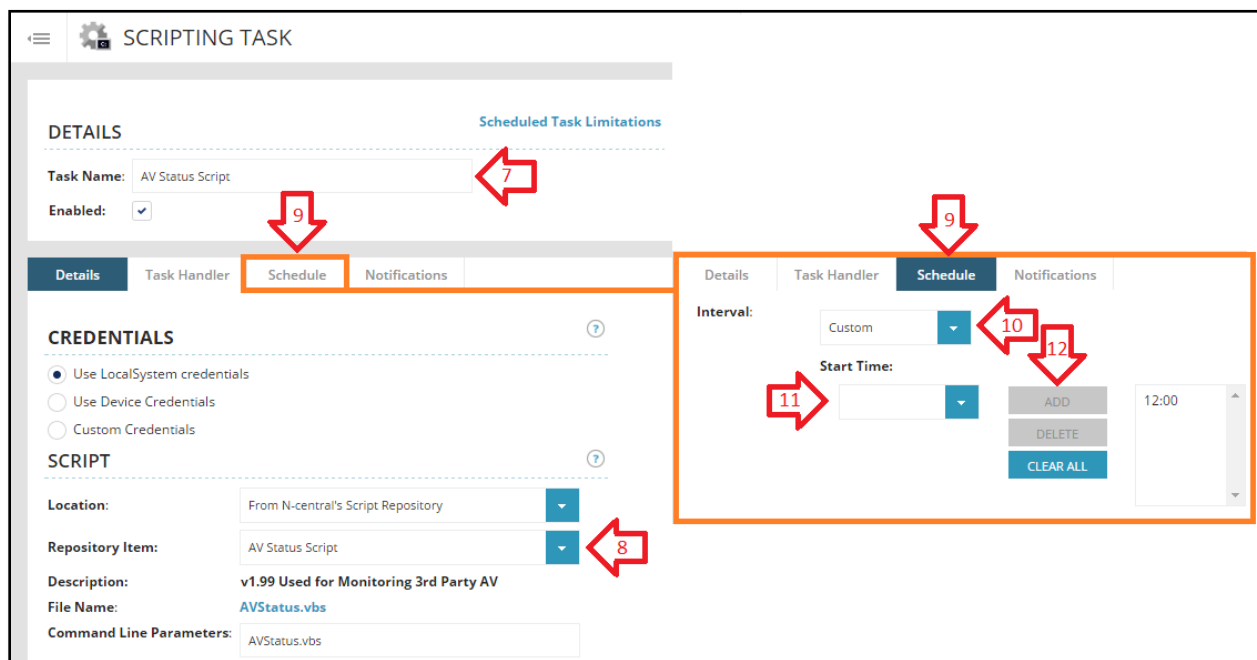 SCRIPTING TASK
DETAILS
Scheduled Task Limitations
Task Name: AV Status Script
7
Enabled:
9
Details Task Handler Schedule Notifications
CREDENTIALS ?
Use LocalSystem credentials
Use Device Credentials
Custom Credentials
SCRIPT ?
Location: From N-central's Script Repository
Repository Item: AV Status Script
8
Description: v1.99 Used for Monitoring 3rd Party AV
File Name: AVStatus.vbs
Command Line Parameters: AVStatus.vbs
9
Details Task Handler Schedule Notifications
Interval: Custom
10
12
Start Time:
11
ADD
DELETE
CLEAR ALL
12:00